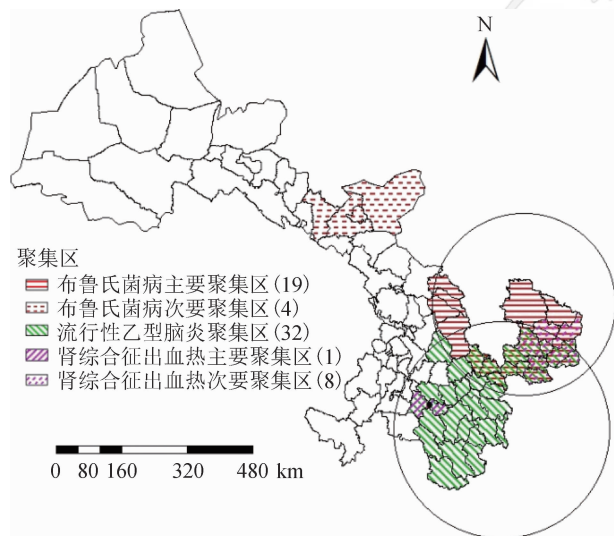 N
聚集区
布鲁氏菌病主要聚集区(19)
布鲁氏菌病次要聚集区(4)
流行性乙型脑炎聚集区(32)
肾综合征出血热主要聚集区(1)
肾综合征出血热次要聚集区(8)
0 80 160 320 480 km